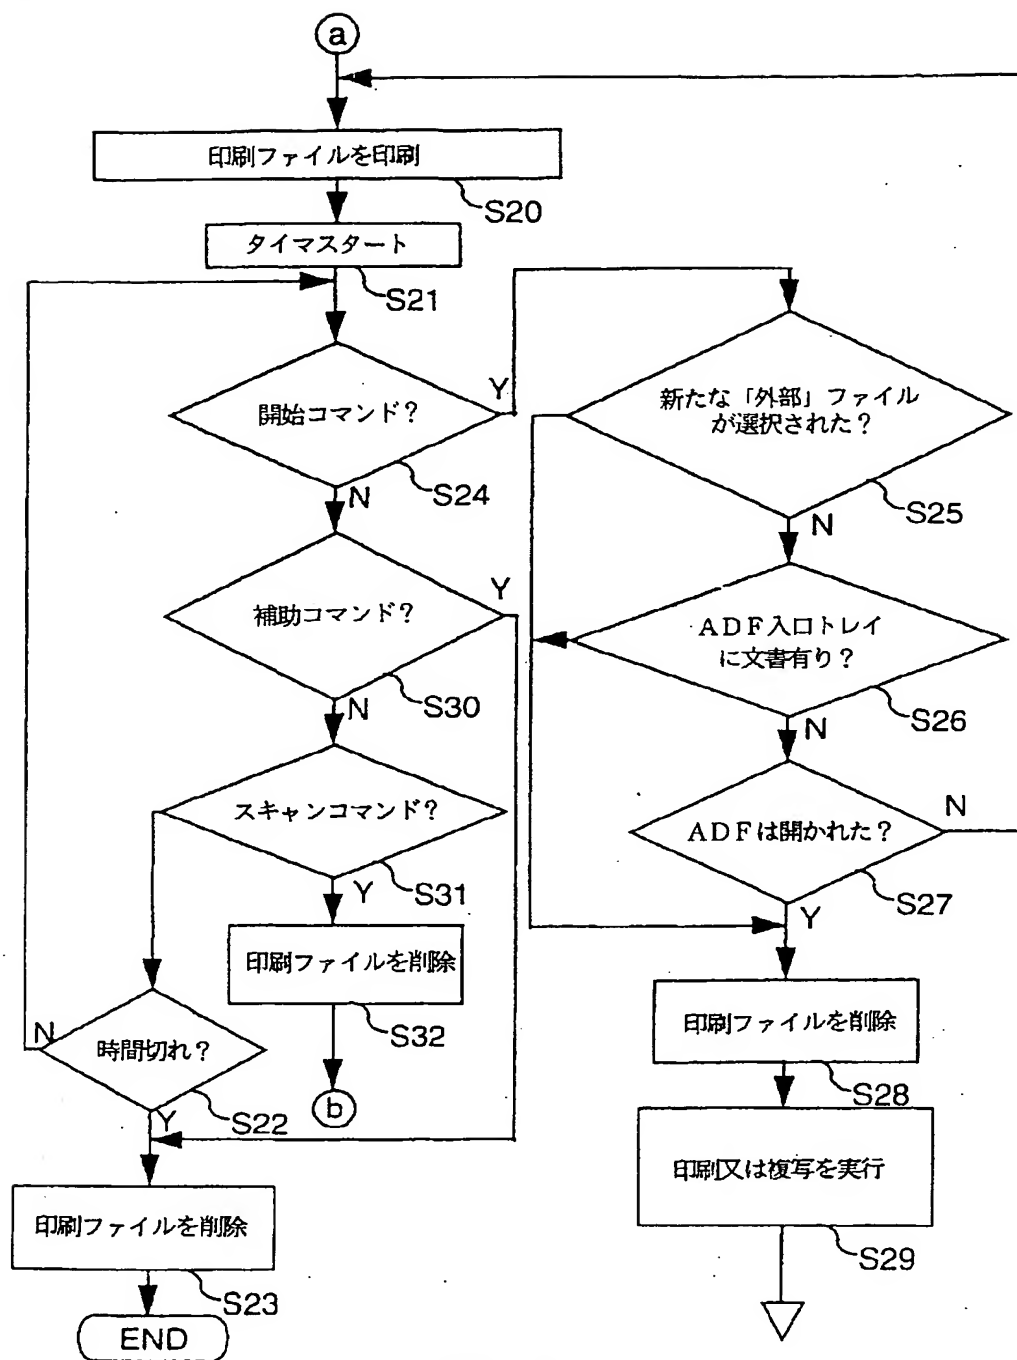 a
印刷ファイルを印刷
S20
タイマスタート
S21
開始コマンド?
Y
S24
N
新たな「外部」ファイル
が選択された?
S25
N
補助コマンド?
Y
S30
N
ADF入口トレイ
に文書有り?
S26
N
スキャンコマンド?
S31
Y
ADFは開かれた?
N
S27
Y
印刷ファイルを削除
S32
b
時間切れ?
N
S22
Y
印刷ファイルを削除
S28
印刷又は複写を実行
S29
印刷ファイルを削除
S23
END